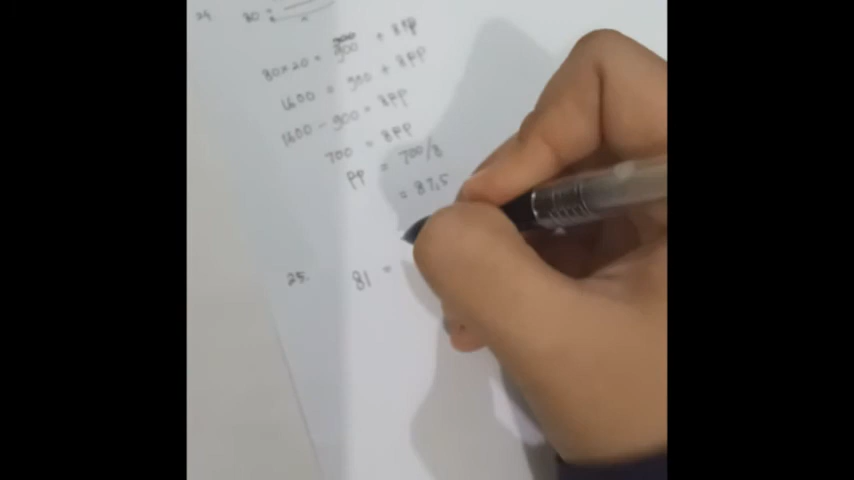 24. 80 =
80×20 = 900 + 8PP
1600 = 900 + 8PP
1600 - 900 = 8PP
700 = 8PP
PP = 700/8
= 87,5
25. 81 =